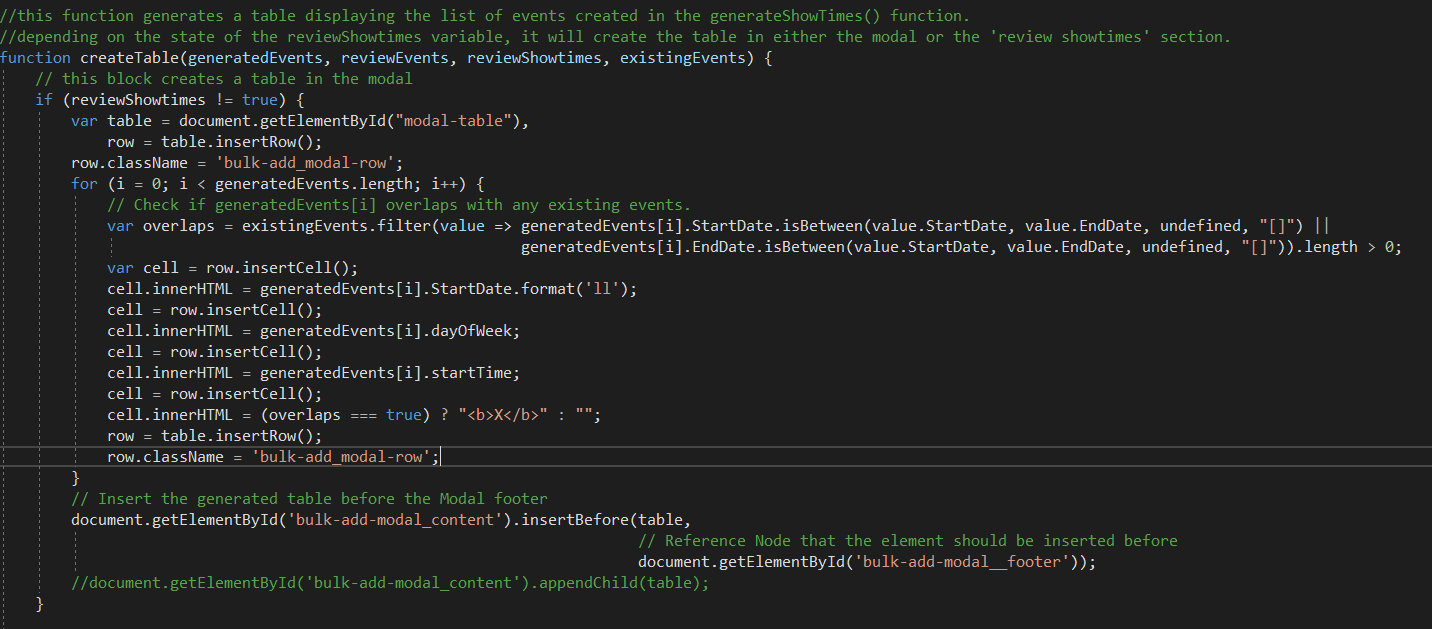 //this function generates a table displaying the list of events created in the generateShowTimes() function.
//depending on the state of the reviewShowtimes variable, it will create the table in either the modal or the 'review showtimes' section.
function createTable(generatedEvents, reviewEvents, reviewShowtimes, existingEvents) {
    // this block creates a table in the modal
    if (reviewShowtimes != true) {
        var table = document.getElementById("modal-table"),
            row = table.insertRow();
        row.className = 'bulk-add_modal-row';
        for (i = 0; i < generatedEvents.length; i++) {
            // Check if generatedEvents[i] overlaps with any existing events.
            var overlaps = existingEvents.filter(value => generatedEvents[i].StartDate.isBetween(value.StartDate, value.EndDate, undefined, "[]") ||
                                                          generatedEvents[i].EndDate.isBetween(value.StartDate, value.EndDate, undefined, "[]")).length > 0;
            var cell = row.insertCell();
            cell.innerHTML = generatedEvents[i].StartDate.format('ll');
            cell = row.insertCell();
            cell.innerHTML = generatedEvents[i].dayOfWeek;
            cell = row.insertCell();
            cell.innerHTML = generatedEvents[i].startTime;
            cell = row.insertCell();
            cell.innerHTML = (overlaps === true) ? "<b>X</b>" : "";
            row = table.insertRow();
            row.className = 'bulk-add_modal-row';
        }
        // Insert the generated table before the Modal footer
        document.getElementById('bulk-add-modal_content').insertBefore(table,
                                                                       // Reference Node that the element should be inserted before
                                                                       document.getElementById('bulk-add-modal__footer'));
        //document.getElementById('bulk-add-modal_content').appendChild(table);
    }